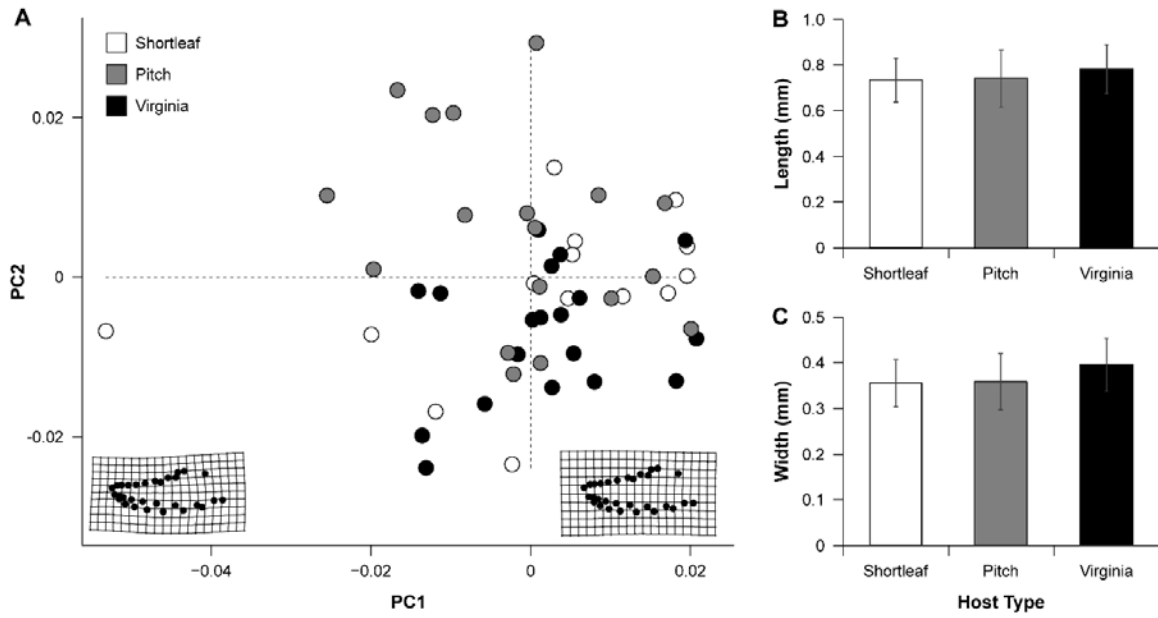 A
Shortleaf
Pitch
Virginia
0.02
0
−0.02
PC2
−0.04
−0.02
0
0.02
PC1
B
1.0
0.8
0.6
0.4
0.2
0
Length (mm)
Shortleaf
Pitch
Virginia
C
0.5
0.4
0.3
0.2
0.1
0
Width (mm)
Shortleaf
Pitch
Virginia
Host Type